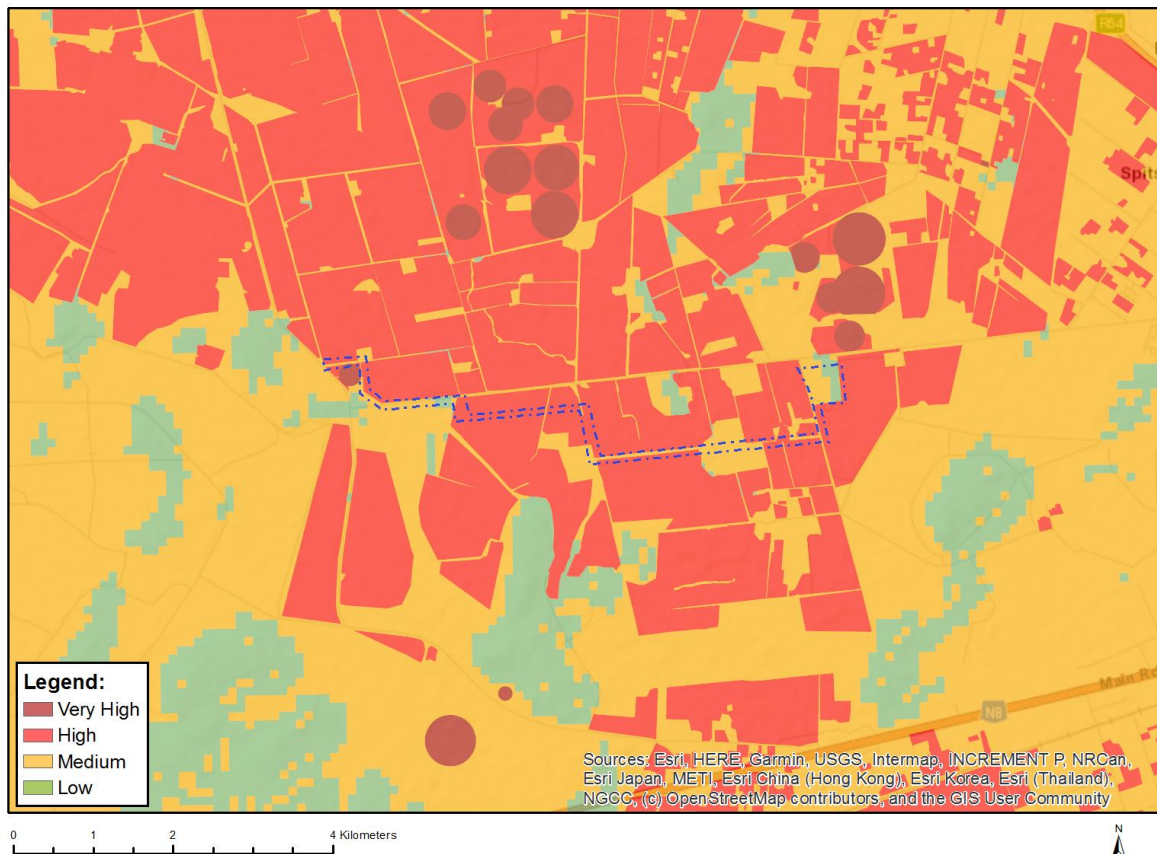 R64
Spits
Main Rd
N8
Legend:
Very High
High
Medium
Low
Sources: Esri, HERE, Garmin, USGS, Intermap, INCREMENT P, NRCan,
Esri Japan, METI, Esri China (Hong Kong), Esri Korea, Esri (Thailand),
NGCC, (c) OpenStreetMap contributors, and the GIS User Community
0 1 2 4 Kilometers
N